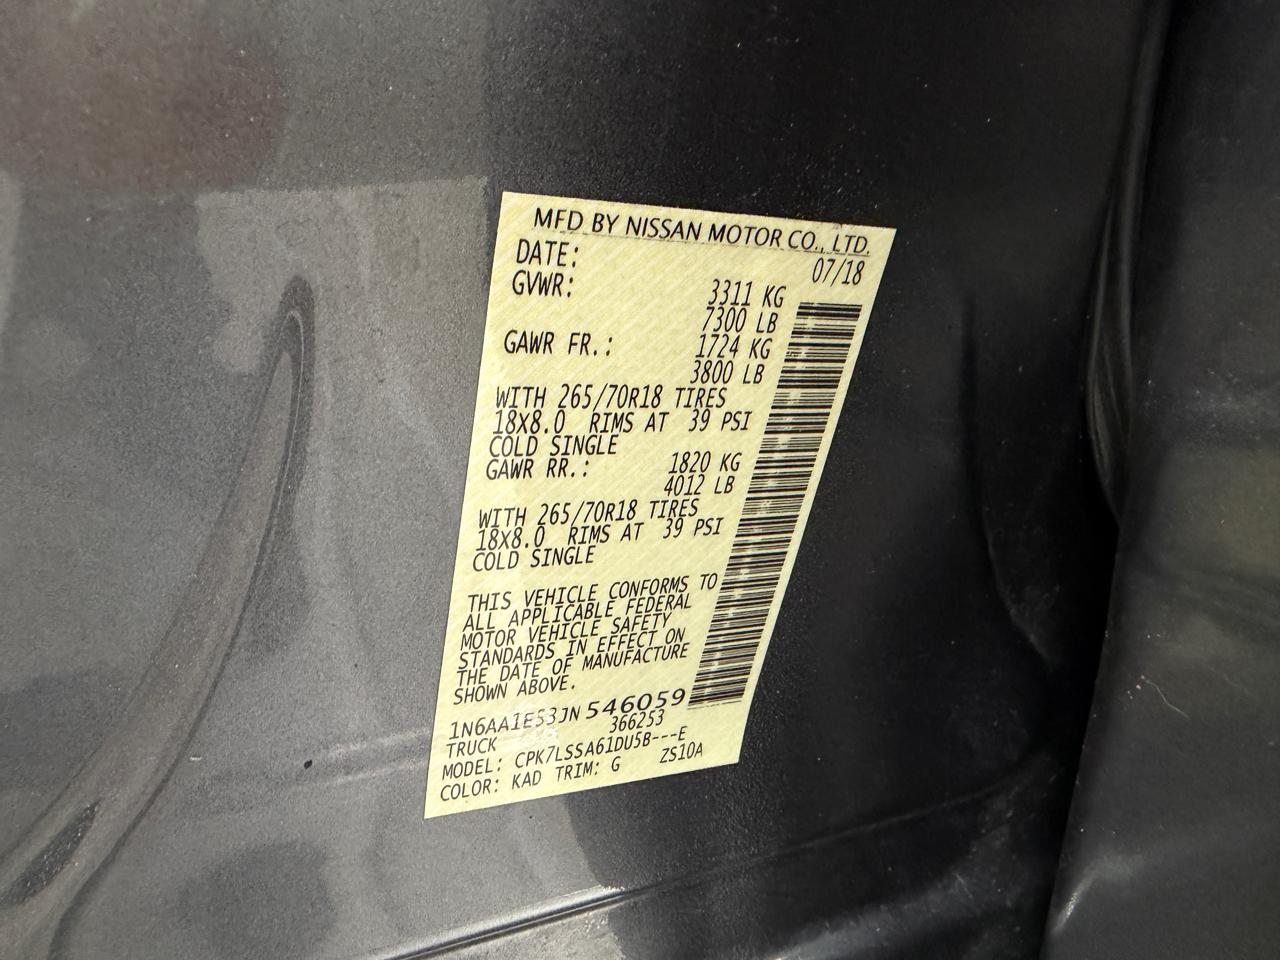 MFD BY NISSAN MOTOR CO., LTD.
DATE: 07/18
GVWR: 3311 KG
7300 LB
GAWR FR.: 1724 KG
3800 LB
WITH 265/70R18 TIRES
18X8.0 RIMS AT 39 PSI
COLD SINGLE
GAWR RR.: 1820 KG
4012 LB
WITH 265/70R18 TIRES
18X8.0 RIMS AT 39 PSI
COLD SINGLE
THIS VEHICLE CONFORMS TO
ALL APPLICABLE FEDERAL
MOTOR VEHICLE SAFETY
STANDARDS IN EFFECT ON
THE DATE OF MANUFACTURE
SHOWN ABOVE.
1N6AA1E53JN546059
TRUCK 366253
MODEL: CPK7LSSA61DU5B---E
COLOR: KAD TRIM: G ZS10A